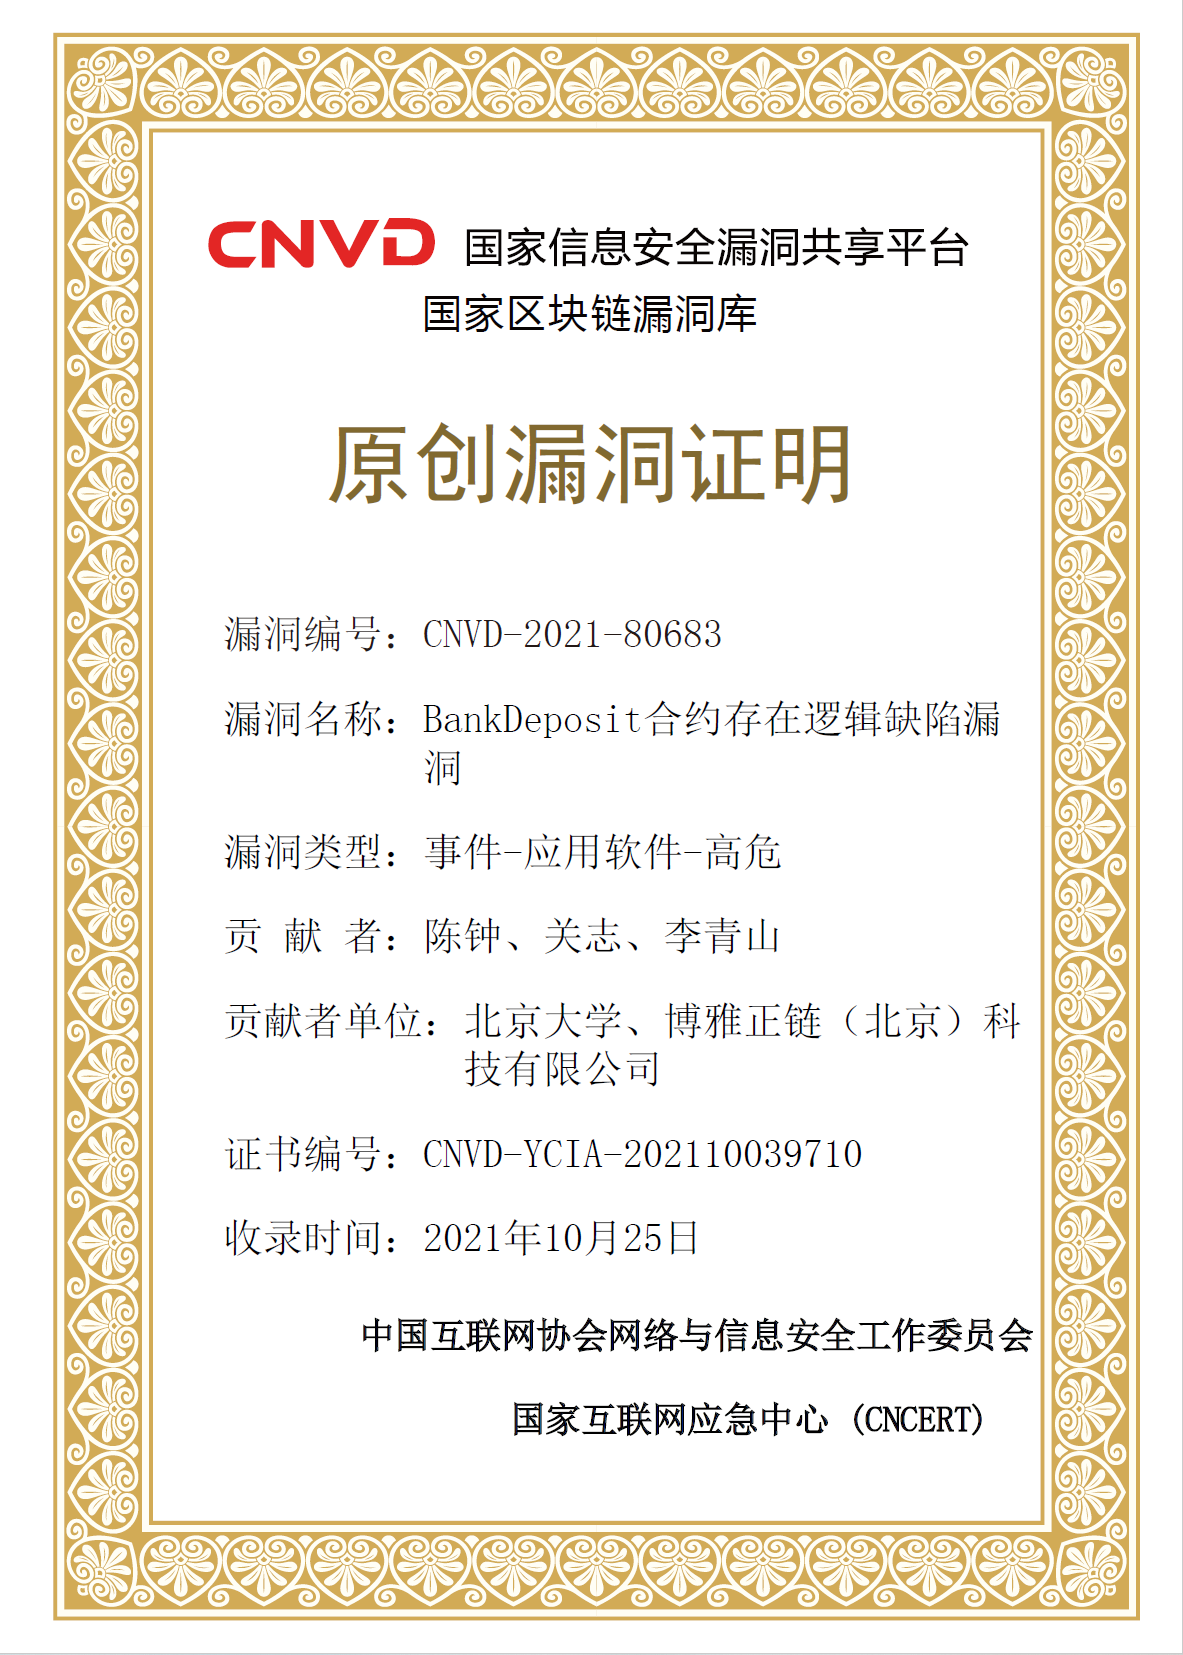 CNVD 国家信息安全漏洞共享平台
国家区块链漏洞库
原创漏洞证明
漏洞编号：CNVD-2021-80683
漏洞名称：BankDeposit合约存在逻辑缺陷漏
洞
漏洞类型：事件-应用软件-高危
贡 献 者：陈钟、关志、李青山
贡献者单位：北京大学、博雅正链（北京）科
技有限公司
证书编号：CNVD-YCIA-202110039710
收录时间：2021年10月25日
中国互联网协会网络与信息安全工作委员会
国家互联网应急中心 (CNCERT)